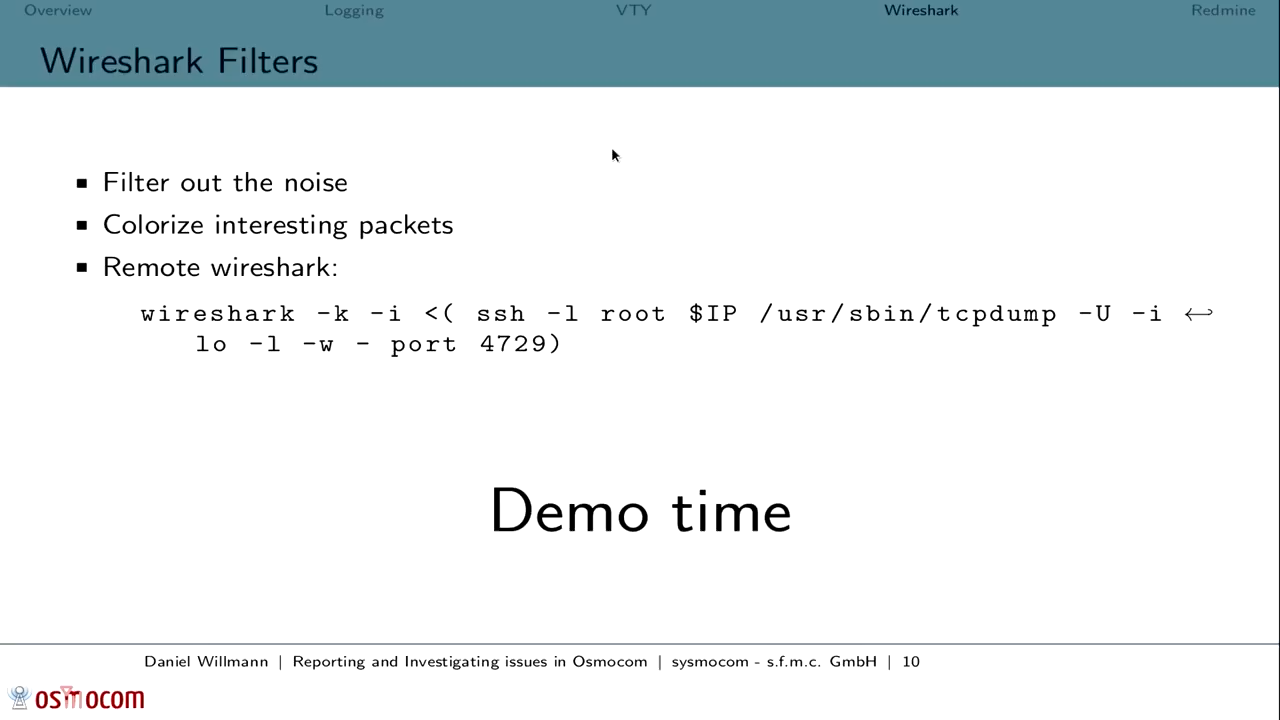 Overview Logging VTY Wireshark Redmine
Wireshark Filters
Filter out the noise
Colorize interesting packets
Remote wireshark:
wireshark -k -i <( ssh -l root $IP /usr/sbin/tcpdump -U -i ↩
lo -l -w - port 4729)
Demo time
Daniel Willmann | Reporting and Investigating issues in Osmocom | sysmocom - s.f.m.c. GmbH | 10
osmocom